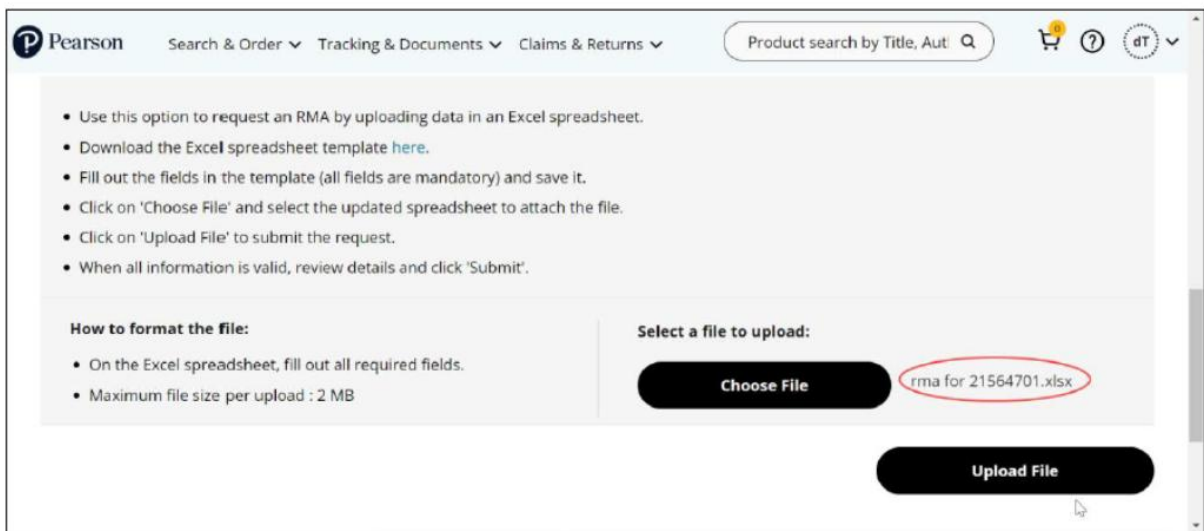 Pearson
Search & Order
Tracking & Documents
Claims & Returns
Product search by Title, Aut
0
dT
Use this option to request an RMA by uploading data in an Excel spreadsheet.
Download the Excel spreadsheet template here.
Fill out the fields in the template (all fields are mandatory) and save it.
Click on 'Choose File' and select the updated spreadsheet to attach the file.
Click on 'Upload File' to submit the request.
When all information is valid, review details and click 'Submit'.
How to format the file:
On the Excel spreadsheet, fill out all required fields.
Maximum file size per upload : 2 MB
Select a file to upload:
Choose File
rma for 21564701.xlsx
Upload File